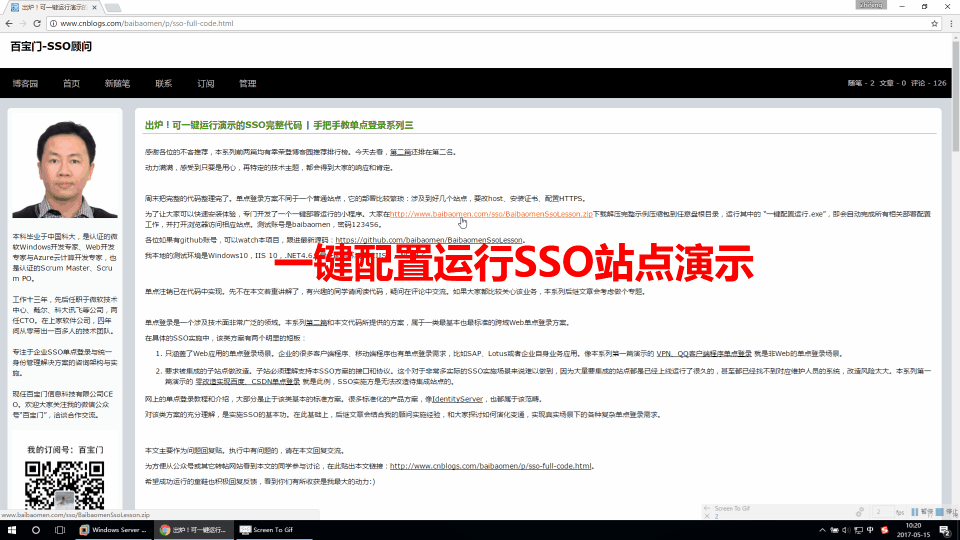 出炉！可一键运行演示的
zhijing
www.cnblogs.com/baibaomen/p/sso-full-code.html
百宝门-SSO顾问
博客园 首页 新随笔 联系 订阅 管理
随笔 - 2 文章 - 0 评论 - 126
本科毕业于中国科大，是认证的微
软Windows开发专家、Web开发
专家与Azure云计算开发专家，也
是认证的Scrum Master、Scru
m PO。
工作十三年，先后任职于微软技术
中心、戴尔、科大讯飞等公司，两
任CTO。在上家软件公司，四年
间从零带出一百多人的技术团队。
专注于企业SSO单点登录与统一
身份管理解决方案的咨询架构与实
施。
现任百宝门信息科技有限公司CE
O。欢迎大家关注我的微信公众
号“百宝门”，洽谈合作交流。
我的订阅号：百宝门
出炉！可一键运行演示的SSO完整代码 | 手把手教单点登录系列三
感谢各位的不吝推荐，本系列前两篇均有幸荣登博客园推荐排行榜。今天去看，第二篇还排在第二名。
动力满满，感受到只要是用心，再特定的技术主题，都会得到大家的响应和肯定。
周末把完整的代码整理完了。单点登录方案不同于一个普通站点，它的部署比较繁琐：涉及到好几个站点，要改host、安装证书、配置HTTPS。
为了让大家可以快速安装体验，专门开发了一个一键部署运行的小程序。大家在http://www.baibaomen.com/sso/BaibaomenSsoLesson.zip下载解压完整示例压缩包到任意盘根目录，运行其中的 “一键配置运行.exe”，即会自动完成所有相关部署配置
工作，并打开浏览器访问相应站点。测试账号是baibaomen，密码123456。
各位如果有github账号，可以watch本项目，跟进最新源码：https://github.com/baibaomen/BaibaomenSsoLesson。
我本地的测试环境是Windows10，IIS 10，.NET4.6。
一键配置运行SSO站点演示
单点注销已在代码中实现。先不在本文着重讲解了，有兴趣的同学请阅读代码，疑问在评论中交流。如果大家都比较关心该业务，本系列后继文章会考虑做个专题。
单点登录是一个涉及技术面非常广泛的领域。本系列第二篇和本文代码所提供的方案，属于一类最基本也最标准的跨域Web单点登录方案。
在具体的SSO实施中，该类方案有两个明显的短板：
1. 只涵盖了Web应用的单点登录场景。企业的很多客户端程序、移动端程序也有单点登录需求，比如SAP、Lotus或者企业自身业务应用。像本系列第一篇演示的 VPN、QQ客户端程序单点登录 就是非Web的单点登录场景。
2. 要求被集成的子站点做改造。子站必须理解支持本SSO方案的接口和协议。这个对于非常多实际的SSO实施场景来说难以做到，因为大量要集成的站点都是已经上线运行了很久的，甚至都已经找不到对应维护人员的系统，改造风险太大。本系列第一
篇演示的 零改造实现百度、CSDN单点登录 就是此例，SSO实施方是无法改造待集成站点的。
网上的单点登录教程和介绍，大部分是止于该类基本的标准方案。很多标准化的产品方案，像IdentityServer，也都属于该范畴。
对该类方案的充分理解，是实施SSO的基本功。在此基础上，后继文章会结合我的顾问实施经验，和大家探讨如何演化变通，实现真实场景下的各种复杂单点登录需求。
本文主要作为问题回复贴。执行中有问题的，请在本文回复交流。
为方便从公众号或其它转帖网站看到本文的同学参与讨论，在此贴出本文链接：http://www.cnblogs.com/baibaomen/p/sso-full-code.html。
希望成功运行的童鞋也积极回复反馈，看到你们有所收获是我最大的动力:)
www.baibaomen.com/sso/BaibaomenSsoLesson.zip
Screen To Gif
2
2 fps 暂停 停止
Windows Server ...
出炉！可一键运行...
Screen To Gif
中
10:20
2017-05-15